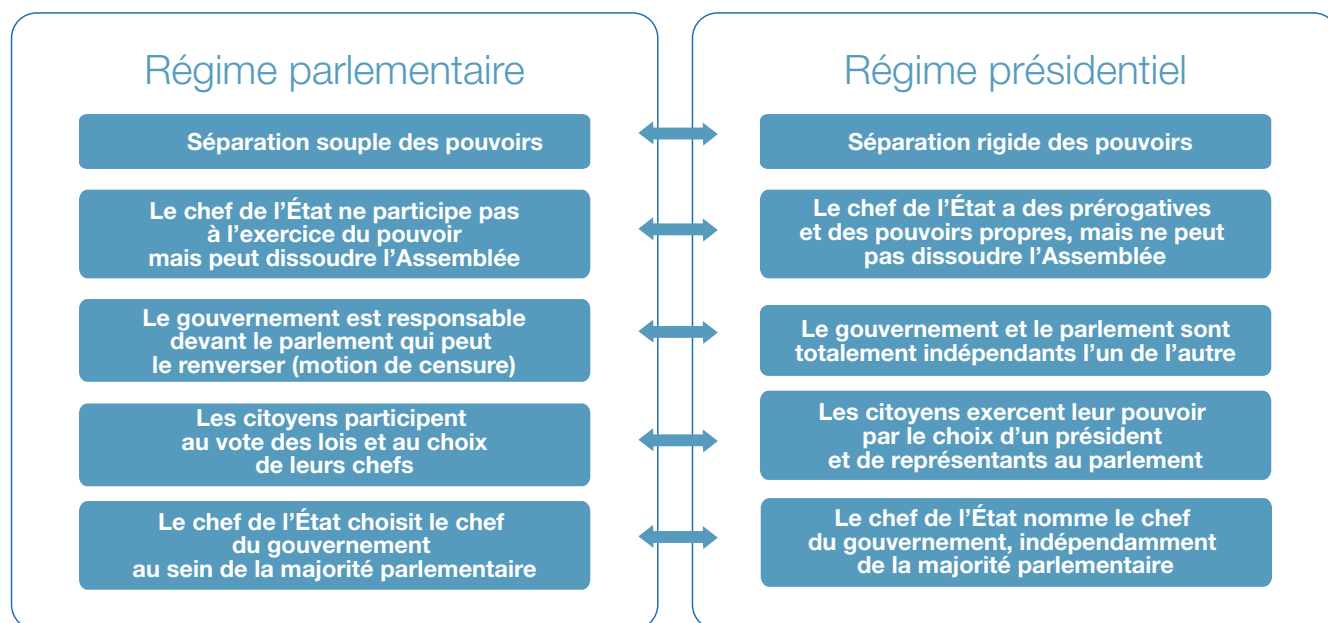 Régime parlementaire
Séparation souple des pouvoirs
Le chef de l’État ne participe pas
à l’exercice du pouvoir
mais peut dissoudre l’Assemblée
Le gouvernement est responsable
devant le parlement qui peut
le renverser (motion de censure)
Les citoyens participent
au vote des lois et au choix
de leurs chefs
Le chef de l’État choisit le chef
du gouvernement
au sein de la majorité parlementaire
Régime présidentiel
Séparation rigide des pouvoirs
Le chef de l’État a des prérogatives
et des pouvoirs propres, mais ne peut
pas dissoudre l’Assemblée
Le gouvernement et le parlement sont
totalement indépendants l’un de l’autre
Les citoyens exercent leur pouvoir
par le choix d’un président
et de représentants au parlement
Le chef de l’État nomme le chef
du gouvernement, indépendamment
de la majorité parlementaire